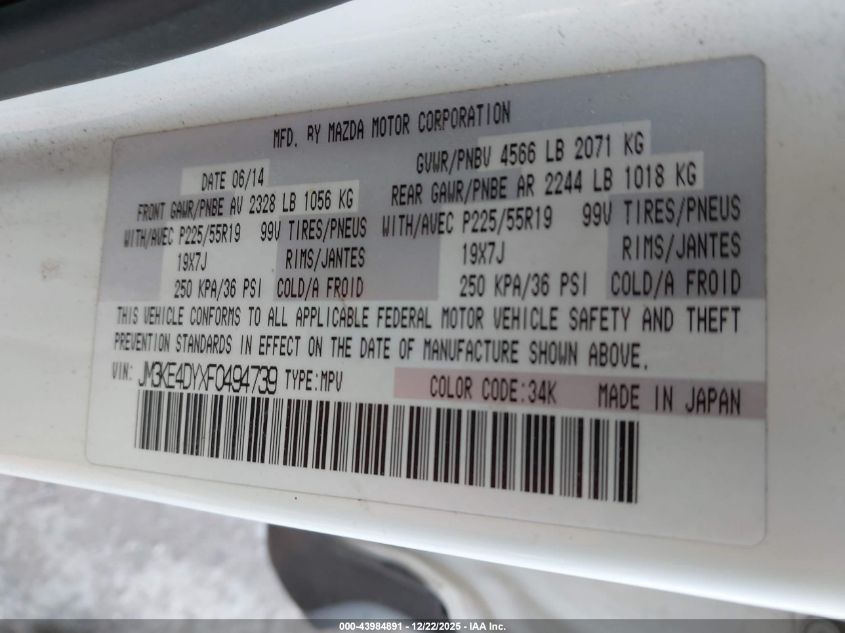 MFD. BY MAZDA MOTOR CORPORATION
DATE 06/14 GVWR/PNBV 4566 LB 2071 KG
FRONT GAWR/PNBE AV 2328 LB 1056 KG REAR GAWR/PNBE AR 2244 LB 1018 KG
WITH/AVEC P225/55R19 99V TIRES/PNEUS WITH/AVEC P225/55R19 99V TIRES/PNEUS
19X7J RIMS/JANTES 19X7J RIMS/JANTES
250 KPA/36 PSI COLD/A FROID 250 KPA/36 PSI COLD/A FROID
THIS VEHICLE CONFORMS TO ALL APPLICABLE FEDERAL MOTOR VEHICLE SAFETY AND THEFT
PREVENTION STANDARDS IN EFFECT ON THE DATE OF MANUFACTURE SHOWN ABOVE.
VIN: JM3KE4DYXF0494739 TYPE:MPV COLOR CODE:34K MADE IN JAPAN
000-43984891 | 12/22/2025 - IAA Inc.